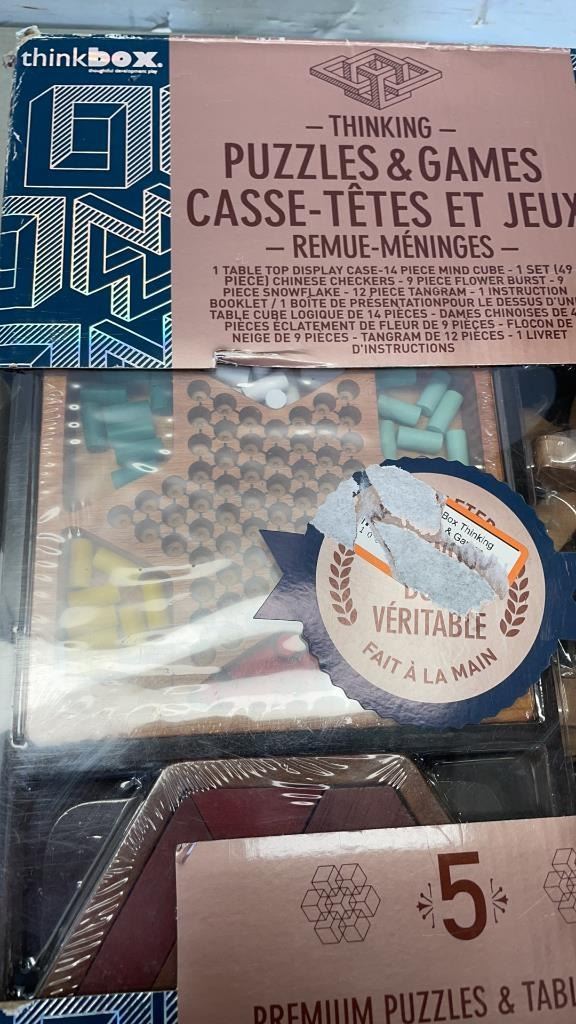 thinkbox.
thoughtful development play
– THINKING –
PUZZLES & GAMES
CASSE-TÊTES ET JEUX
– REMUE-MÉNINGES –
1 TABLE TOP DISPLAY CASE-14 PIECE MIND CUBE - 1 SET (49
PIECE) CHINESE CHECKERS - 9 PIECE FLOWER BURST - 9
PIECE SNOWFLAKE - 12 PIECE TANGRAM - 1 INSTRUCTION
BOOKLET / 1 BOÎTE DE PRESENTATIONPOUR LE DESSUS D'UNE
TABLE CUBE LOGIQUE DE 14 PIÈCES - DAMES CHINOISES DE 4
PIÈCES ÉCLATEMENT DE FLEUR DE 9 PIÈCES - FLOCON DE
NEIGE DE 9 PIÈCES - TANGRAM DE 12 PIÈCES - 1 LIVRET
D'INSTRUCTIONS
Box Thinking
& Ga
VÉRITABLE
FAIT À LA MAIN
5
PREMIUM PUZZLES & TABL